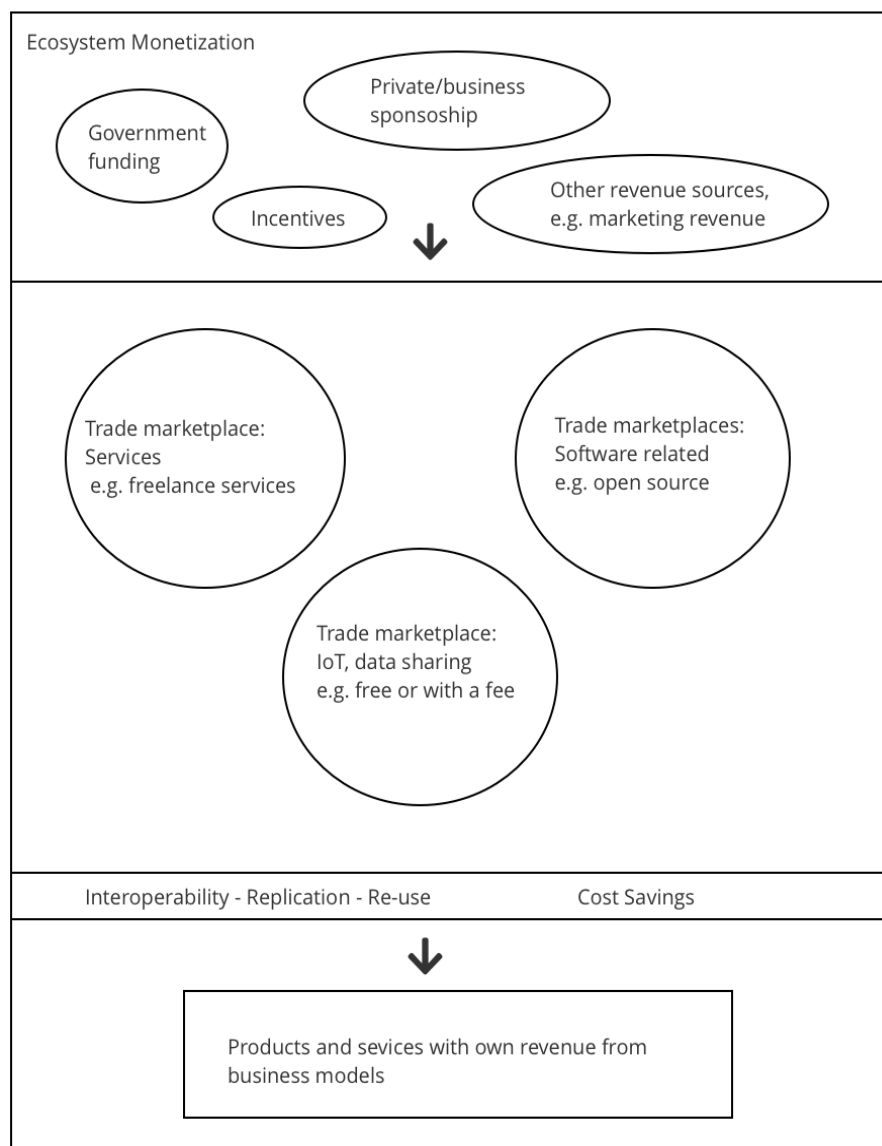 Ecosystem Monetization
Private/business
sponsoship
Government
funding
Other revenue sources,
e.g. marketing revenue
Incentives
Trade marketplace:
Services
e.g. freelance services
Trade marketplaces:
Software related
e.g. open source
Trade marketplace:
IoT, data sharing
e.g. free or with a fee
Interoperability - Replication - Re-use
Cost Savings
Products and sevices with own revenue from
business models